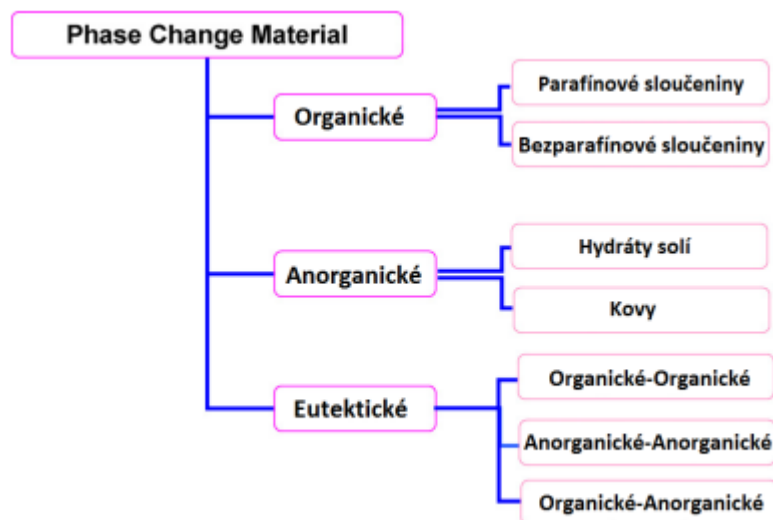 Phase Change Material
Organické
Parafínové sloučeniny
Bezparafínové sloučeniny
Anorganické
Hydráty solí
Kovy
Eutektické
Organické-Organické
Anorganické-Anorganické
Organické-Anorganické